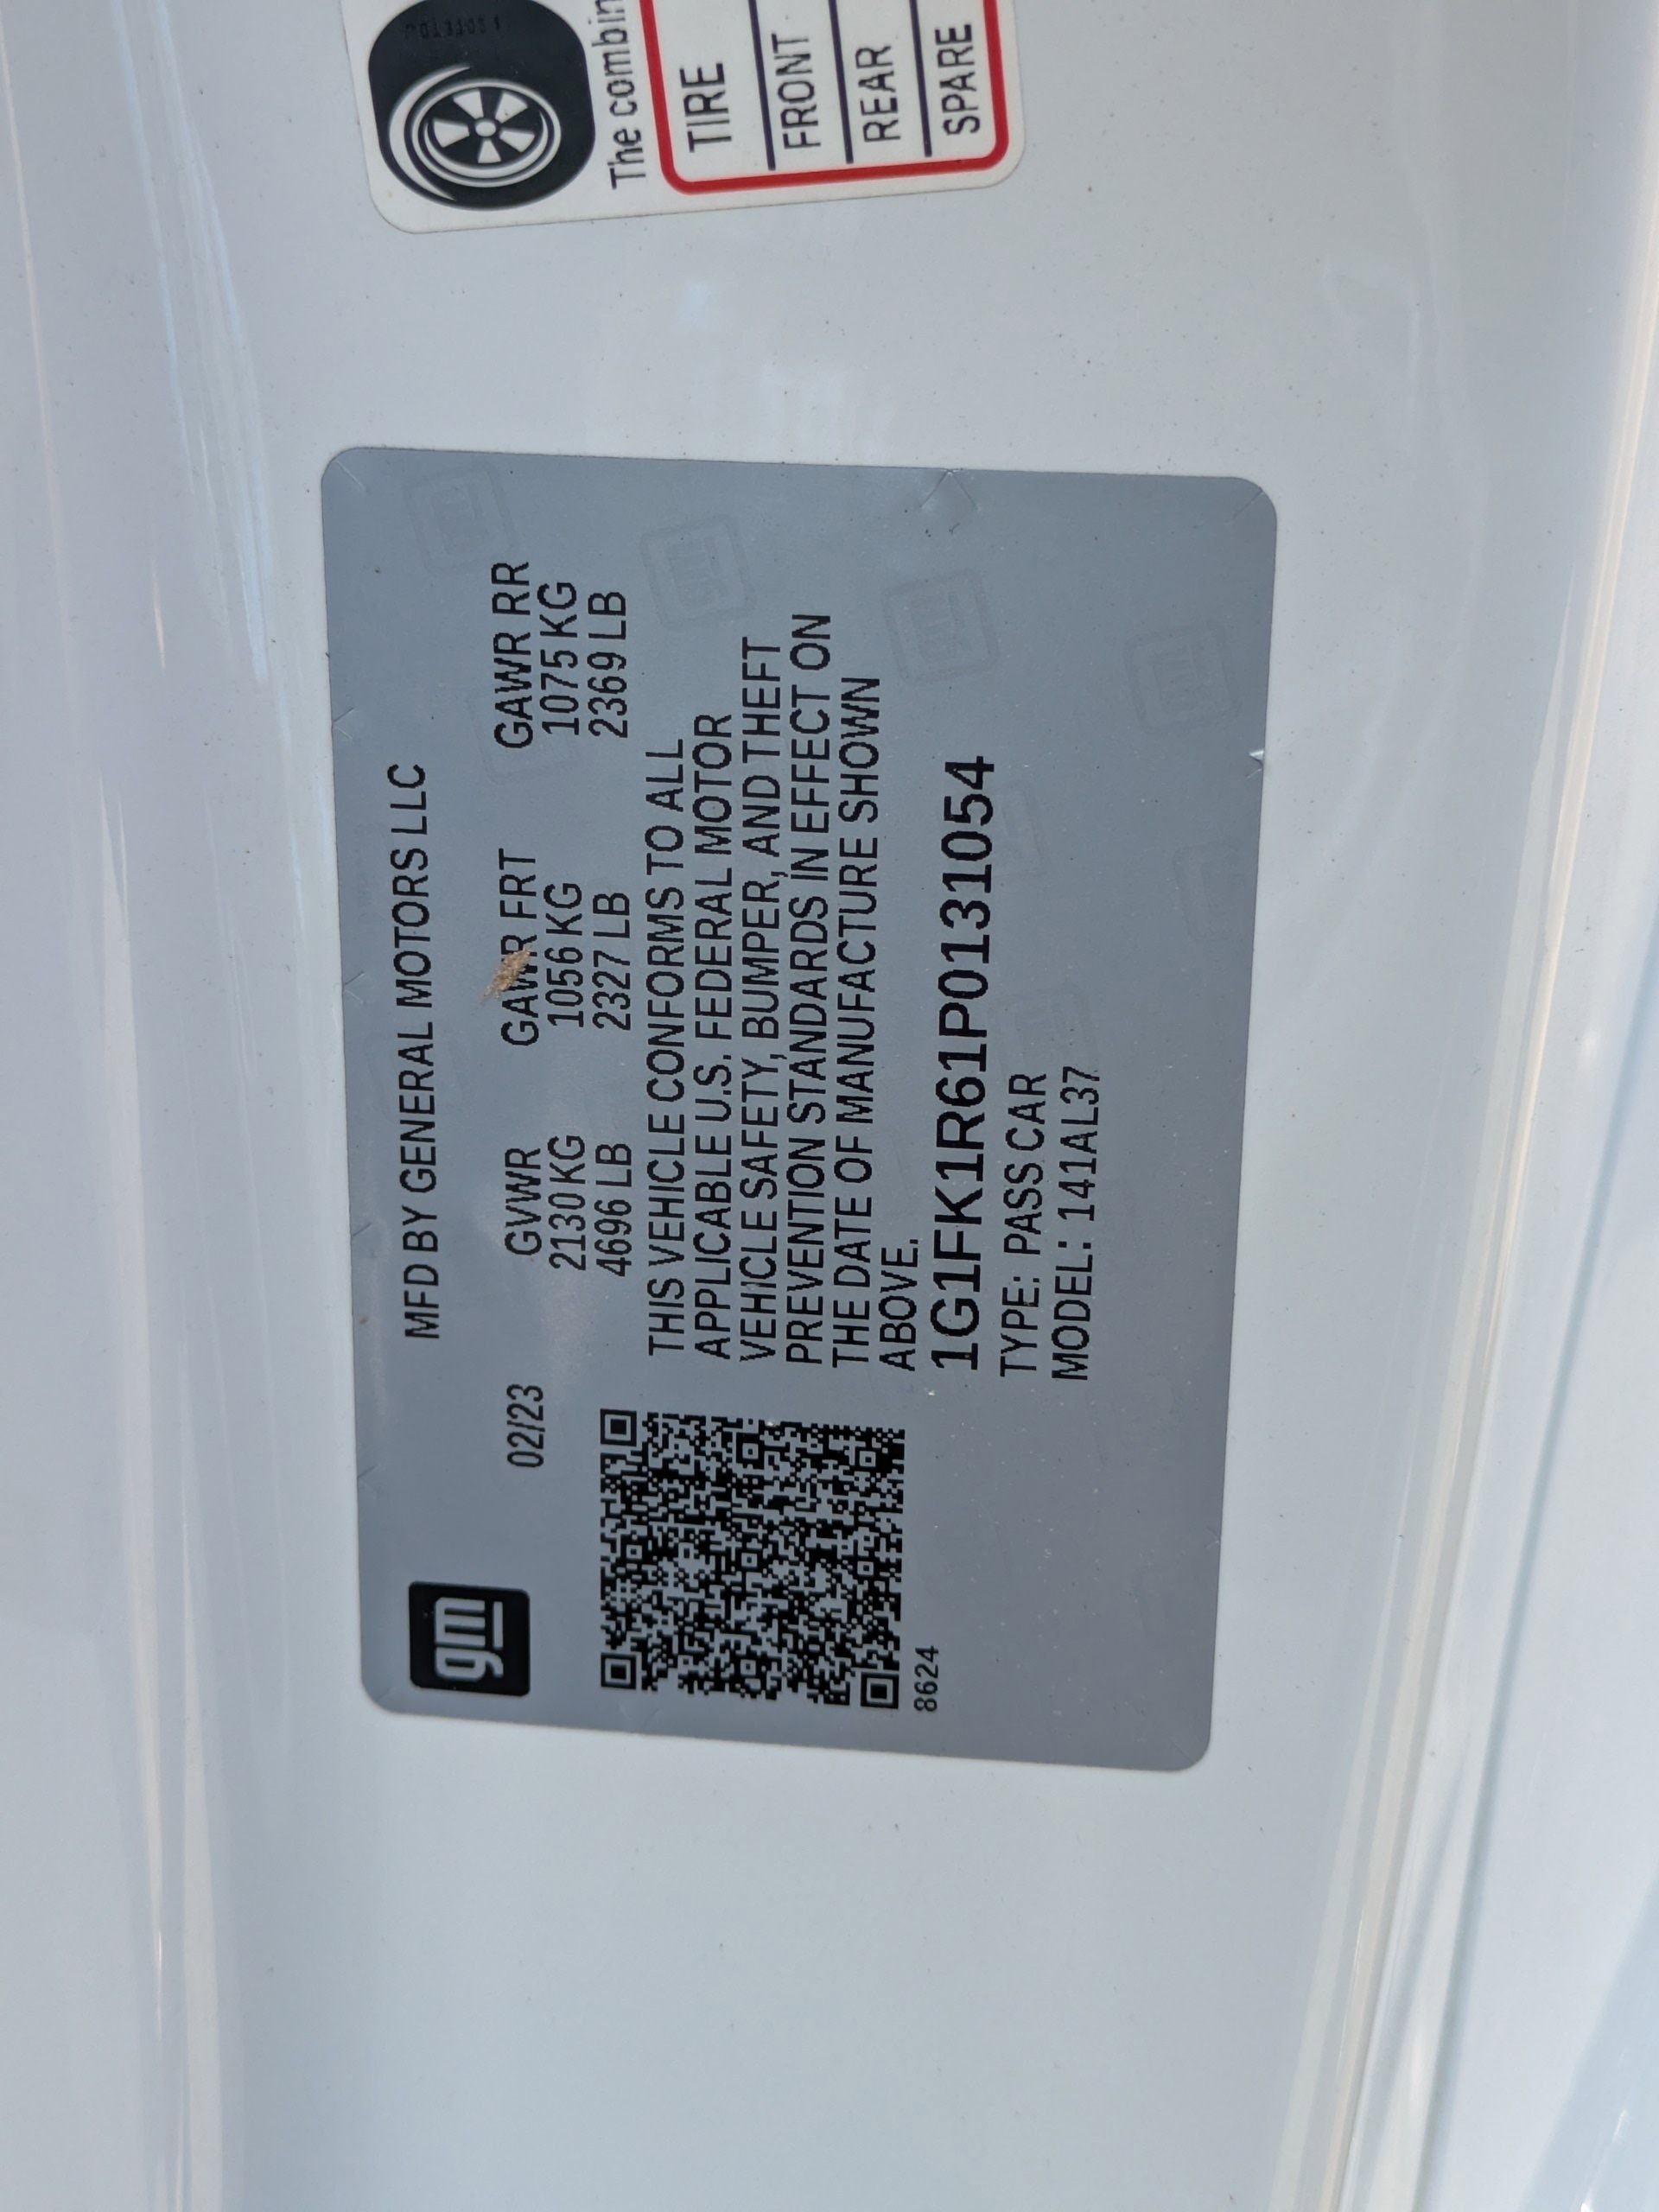 gm
MFD BY GENERAL MOTORS LLC
02/23
GVWR GAWR FRT GAWR RR
2130 KG 1056 KG 1075 KG
4696 LB 2327 LB 2369 LB
THIS VEHICLE CONFORMS TO ALL
APPLICABLE U.S. FEDERAL MOTOR
VEHICLE SAFETY, BUMPER, AND THEFT
PREVENTION STANDARDS IN EFFECT ON
THE DATE OF MANUFACTURE SHOWN
ABOVE.
8624
1G1FK1R61P0131054
TYPE: PASS CAR
MODEL: 141AL37
The combin
TIRE
FRONT
REAR
SPARE